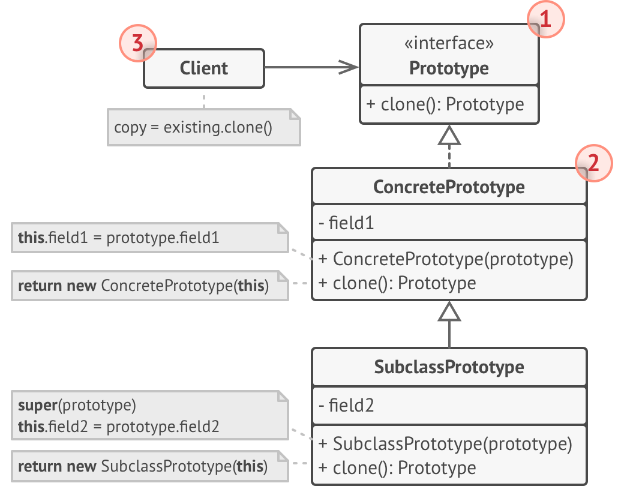 1
«interface»
Prototype
+ clone(): Prototype
3
Client
copy = existing.clone()
2
ConcretePrototype
- field1
+ ConcretePrototype(prototype)
+ clone(): Prototype
this.field1 = prototype.field1
return new ConcretePrototype(this)
SubclassPrototype
- field2
+ SubclassPrototype(prototype)
+ clone(): Prototype
super(prototype)
this.field2 = prototype.field2
return new SubclassPrototype(this)